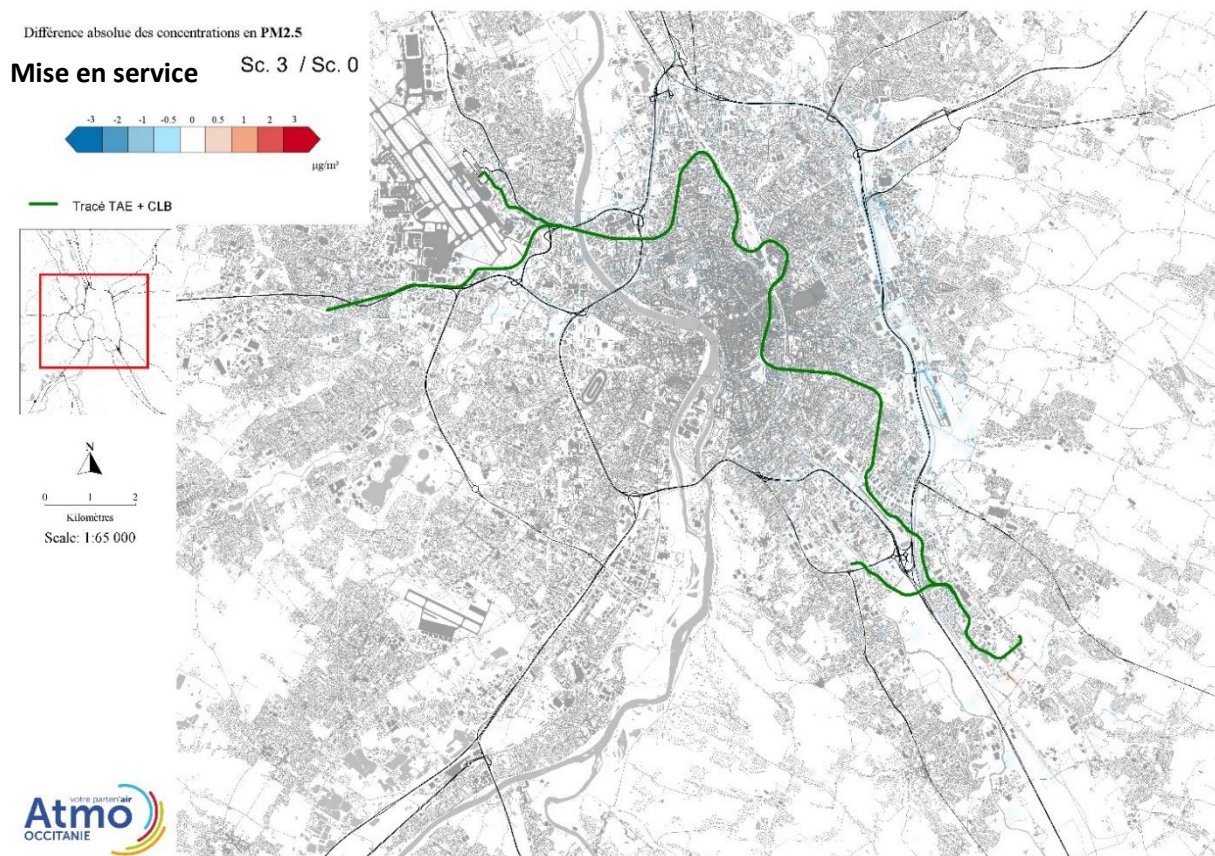 Différence absolue des concentrations en PM2.5
Mise en service Sc. 3 / Sc. 0
-3 -2 -1 -0.5 0 0.5 1 2 3
µg/m³
Tracé TAE + CLB
N
0 1 2
Kilomètres
Scale: 1:65 000
votre parten'air
Atmo
OCCITANIE